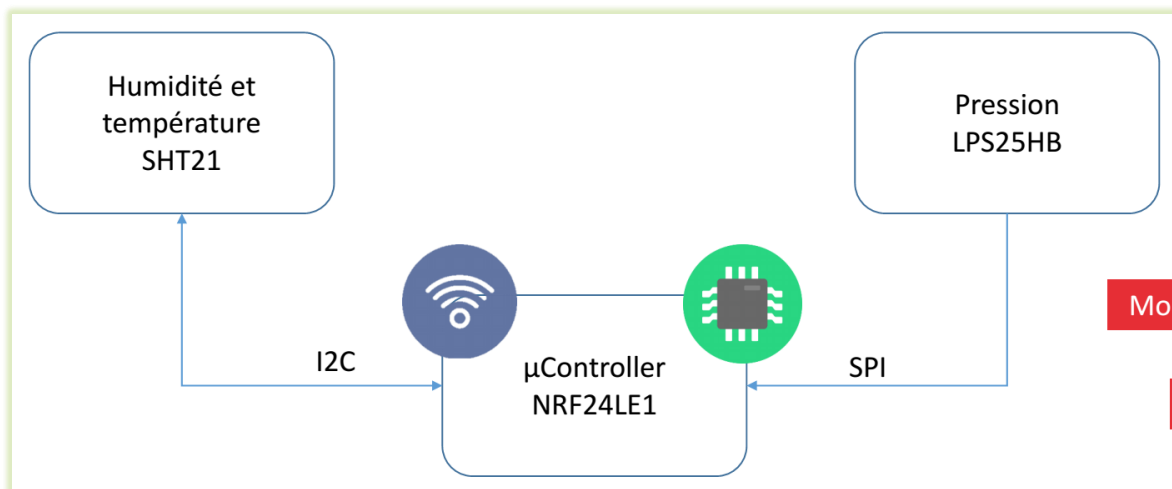 Humidité et
température
SHT21
Pression
LPS25HB
Mo
I2C
µController
NRF24LE1
SPI